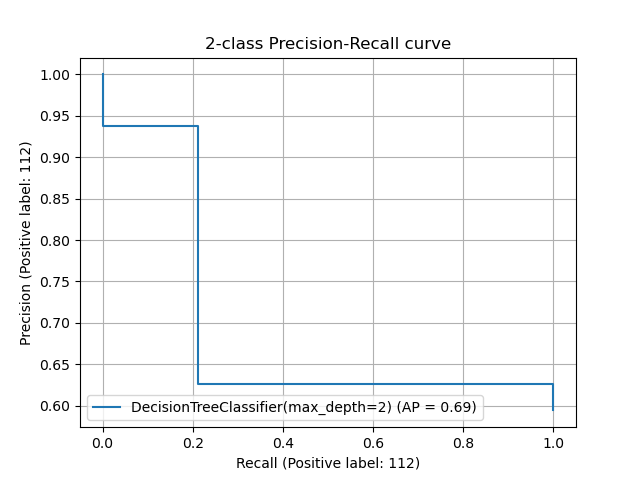 2-class Precision-Recall curve
1.00
0.95
0.90
0.85
0.80
0.75
0.70
0.65
0.60
Precision (Positive label: 112)
DecisionTreeClassifier(max_depth=2) (AP = 0.69)
0.0 0.2 0.4 0.6 0.8 1.0
Recall (Positive label: 112)